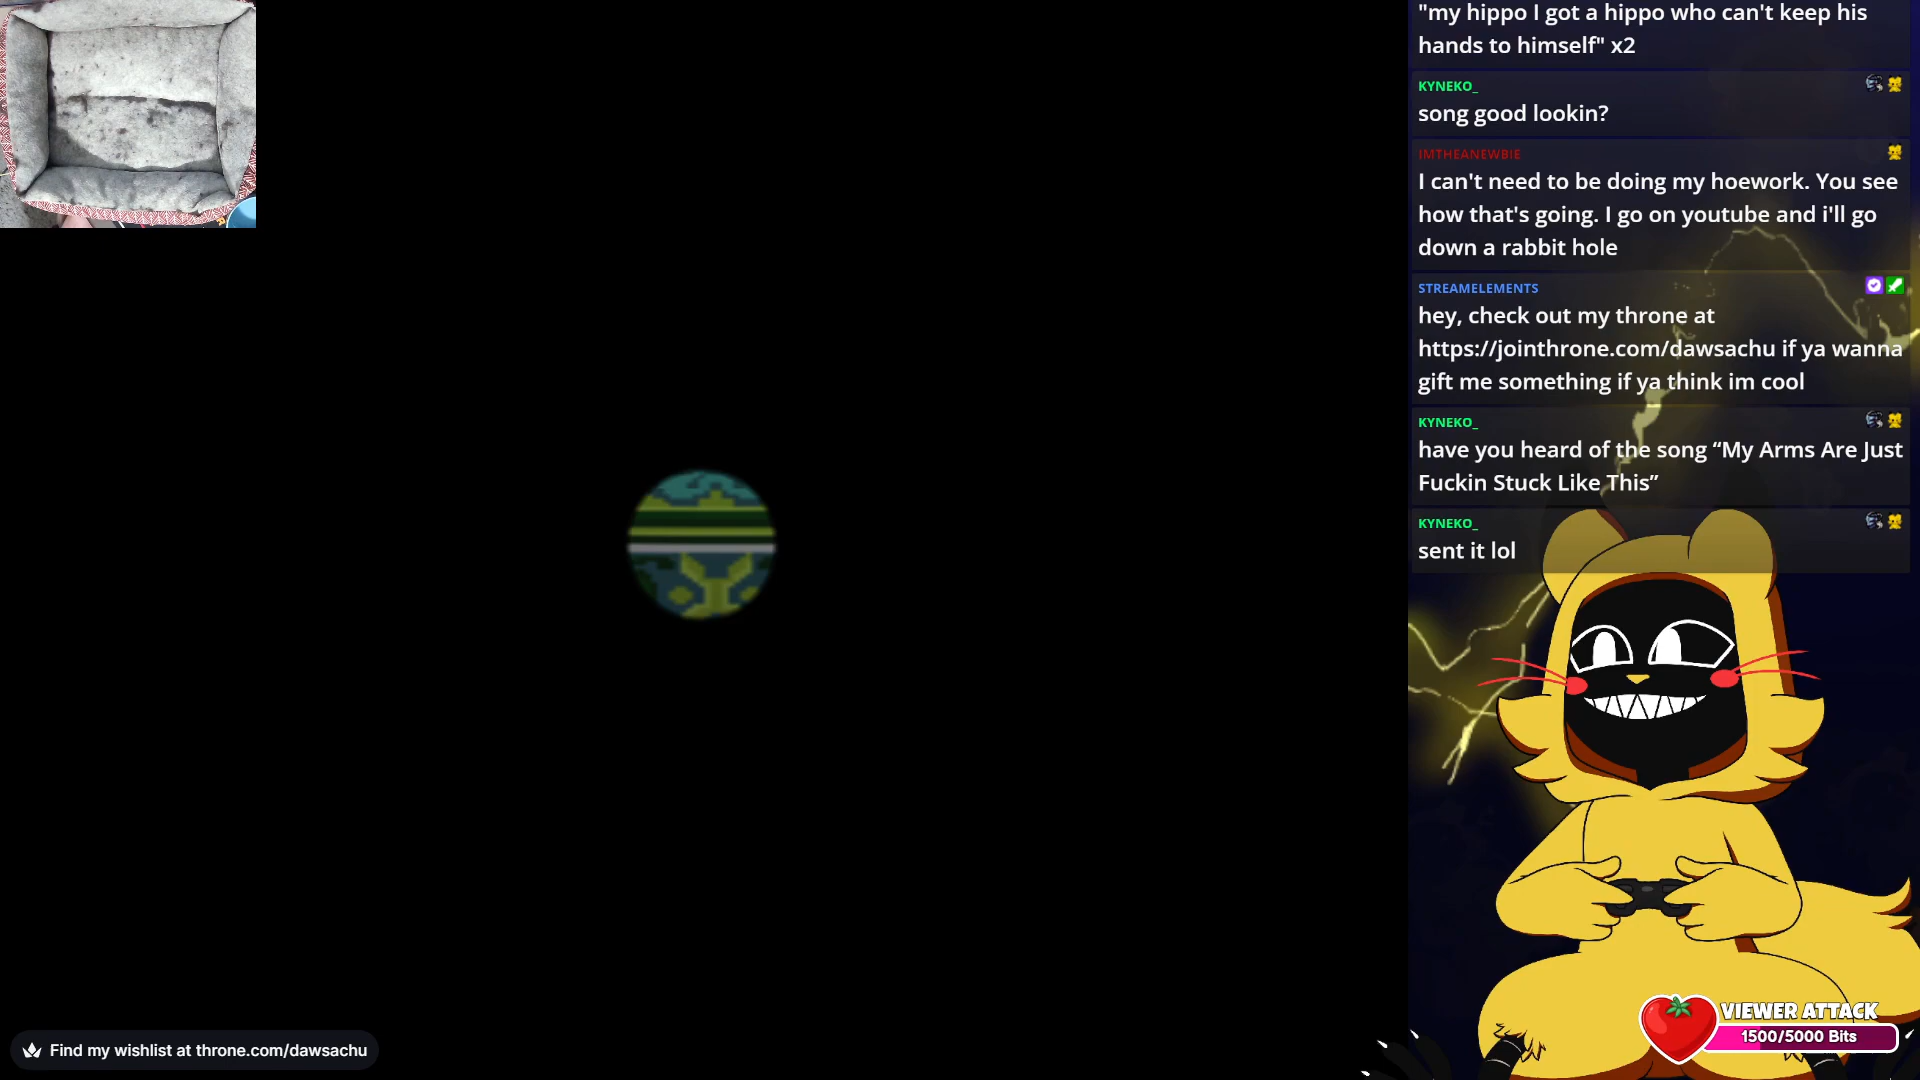 "my hippo I got a hippo who can't keep his
hands to himself" x2
KYNEKO_
song good lookin?
IMTHEANEWBIE
I can't need to be doing my hoework. You see
how that's going. I go on youtube and i'll go
down a rabbit hole
STREAMELEMENTS
hey, check out my throne at
https://jointhrone.com/dawsachu if ya wanna
gift me something if ya think im cool
KYNEKO_
have you heard of the song “My Arms Are Just
Fuckin Stuck Like This”
KYNEKO_
sent it lol
VIEWER ATTACK
1500/5000 Bits
Find my wishlist at throne.com/dawsachu